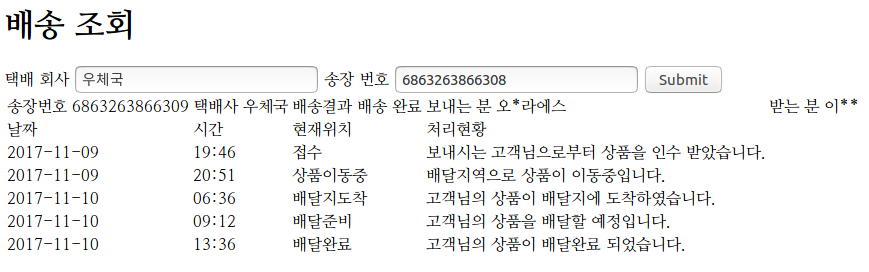 배송 조회
택배 회사 우체국 송장 번호 6863263866308 Submit
송장번호 6863263866309 택배사 우체국 배송결과 배송 완료 보내는 분 오*라에스 받는 분 이**
날짜 시간 현재위치 처리현황
2017-11-09 19:46 접수 보내시는 고객님으로부터 상품을 인수 받았습니다.
2017-11-09 20:51 상품이동중 배달지역으로 상품이 이동중입니다.
2017-11-10 06:36 배달지도착 고객님의 상품이 배달지에 도착하였습니다.
2017-11-10 09:12 배달준비 고객님의 상품을 배달할 예정입니다.
2017-11-10 13:36 배달완료 고객님의 상품이 배달완료 되었습니다.